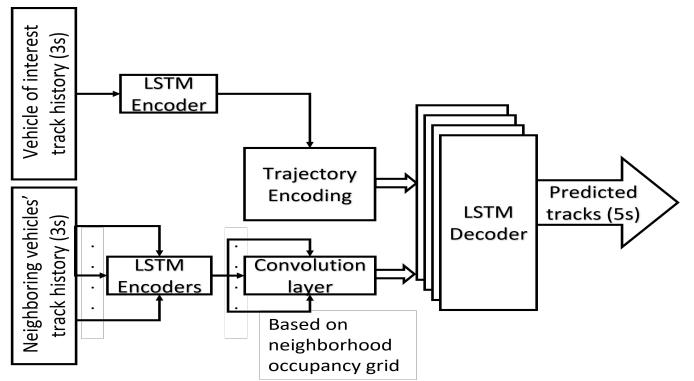 Vehicle of interest
track history (3s)
LSTM
Encoder
Trajectory
Encoding
Neighboring vehicles'
track history (3s)
LSTM
Encoders
Convolution
layer
Based on
neighborhood
occupancy grid
LSTM
Decoder
Predicted
tracks (5s)